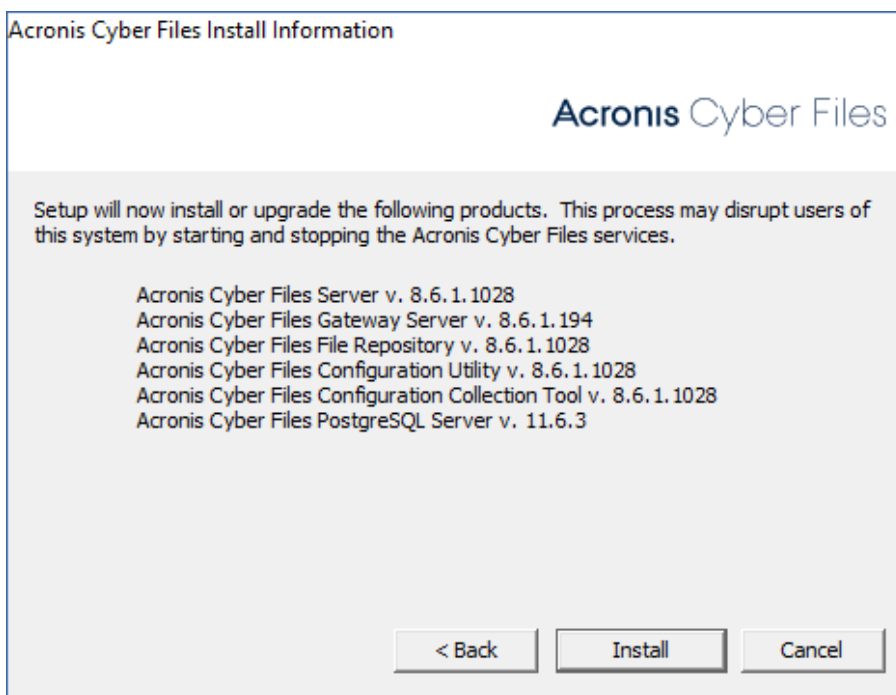 Acronis Cyber Files Install Information
Acronis Cyber Files
Setup will now install or upgrade the following products.  This process may disrupt users of
this system by starting and stopping the Acronis Cyber Files services.
Acronis Cyber Files Server v. 8.6.1.1028
Acronis Cyber Files Gateway Server v. 8.6.1.194
Acronis Cyber Files File Repository v. 8.6.1.1028
Acronis Cyber Files Configuration Utility v. 8.6.1.1028
Acronis Cyber Files Configuration Collection Tool v. 8.6.1.1028
Acronis Cyber Files PostgreSQL Server v. 11.6.3
< Back Install Cancel